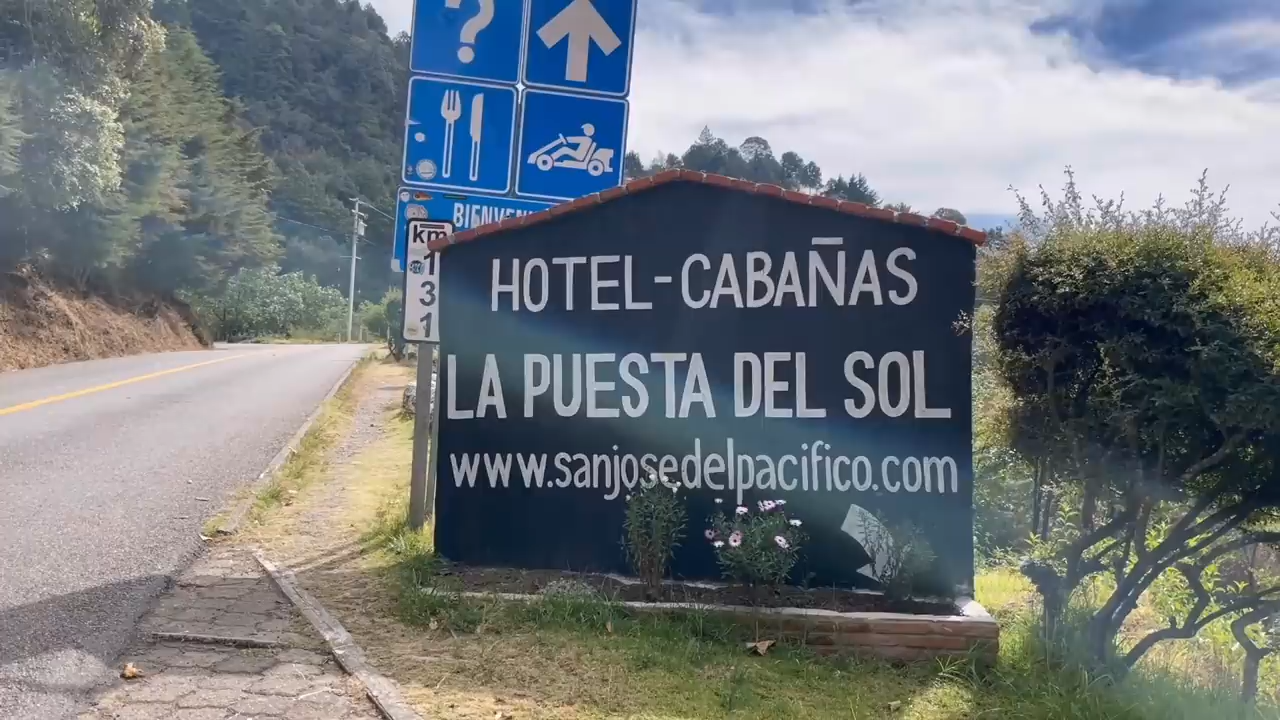 ?
BIENVEN
km
131
HOTEL-CABAÑAS
LA PUESTA DEL SOL
www.sanjosedelpacifico.com